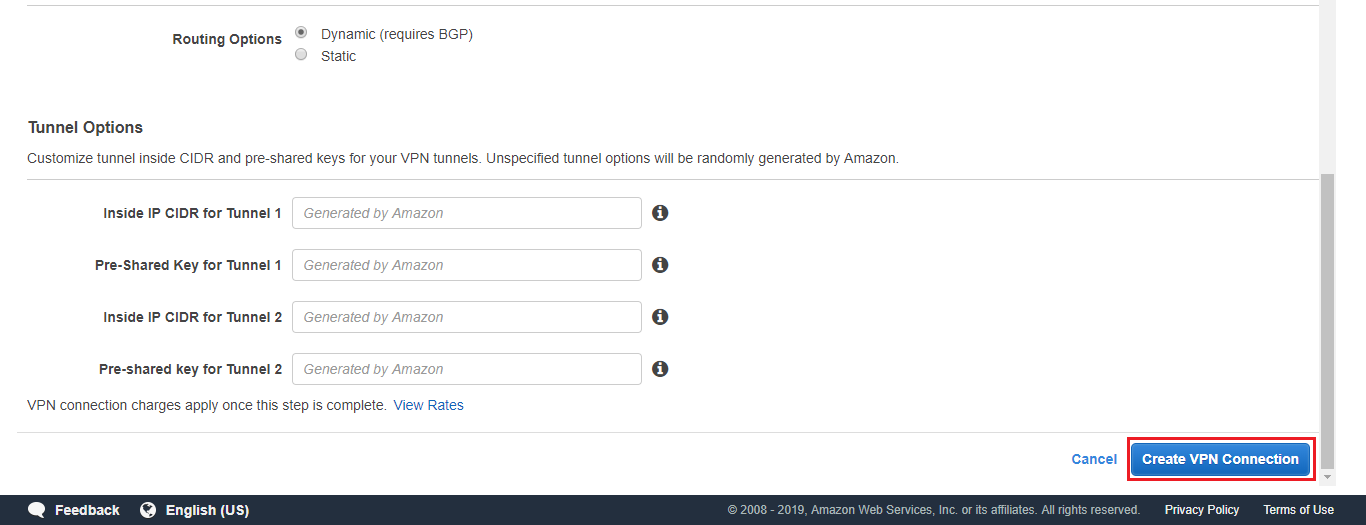 Routing Options Dynamic (requires BGP)
Static
Tunnel Options
Customize tunnel inside CIDR and pre-shared keys for your VPN tunnels. Unspecified tunnel options will be randomly generated by Amazon.
Inside IP CIDR for Tunnel 1 Generated by Amazon
Pre-Shared Key for Tunnel 1 Generated by Amazon
Inside IP CIDR for Tunnel 2 Generated by Amazon
Pre-shared key for Tunnel 2 Generated by Amazon
VPN connection charges apply once this step is complete. View Rates
Cancel Create VPN Connection
Feedback English (US) © 2008 - 2019, Amazon Web Services, Inc. or its affiliates. All rights reserved. Privacy Policy Terms of Use